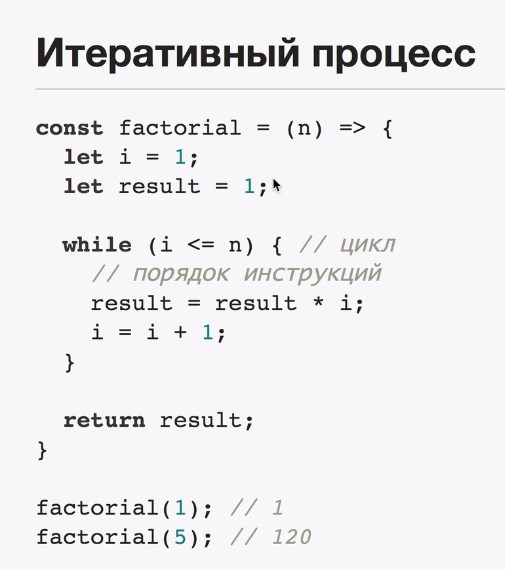 Итеративный процесс
const factorial = (n) => {
  let i = 1;
  let result = 1;
  while (i <= n) { // цикл
    // порядок инструкций
    result = result * i;
    i = i + 1;
  }
  return result;
}
factorial(1); // 1
factorial(5); // 120